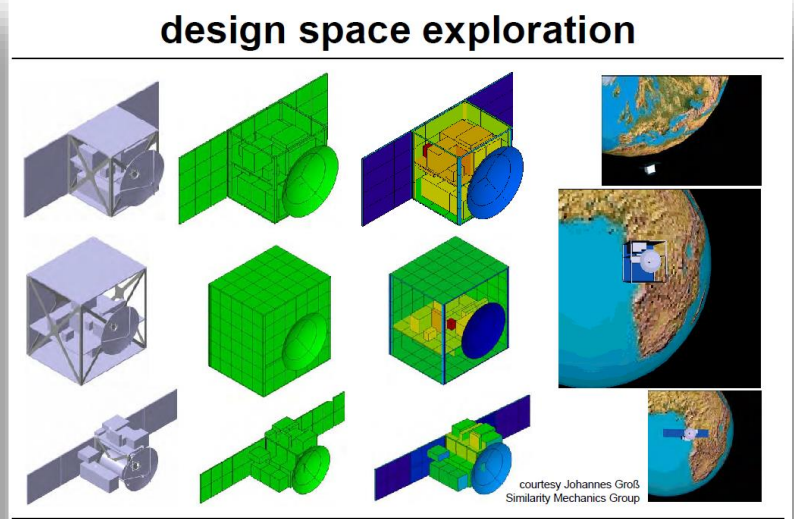 design space exploration
courtesy Johannes Groß
Similarity Mechanics Group